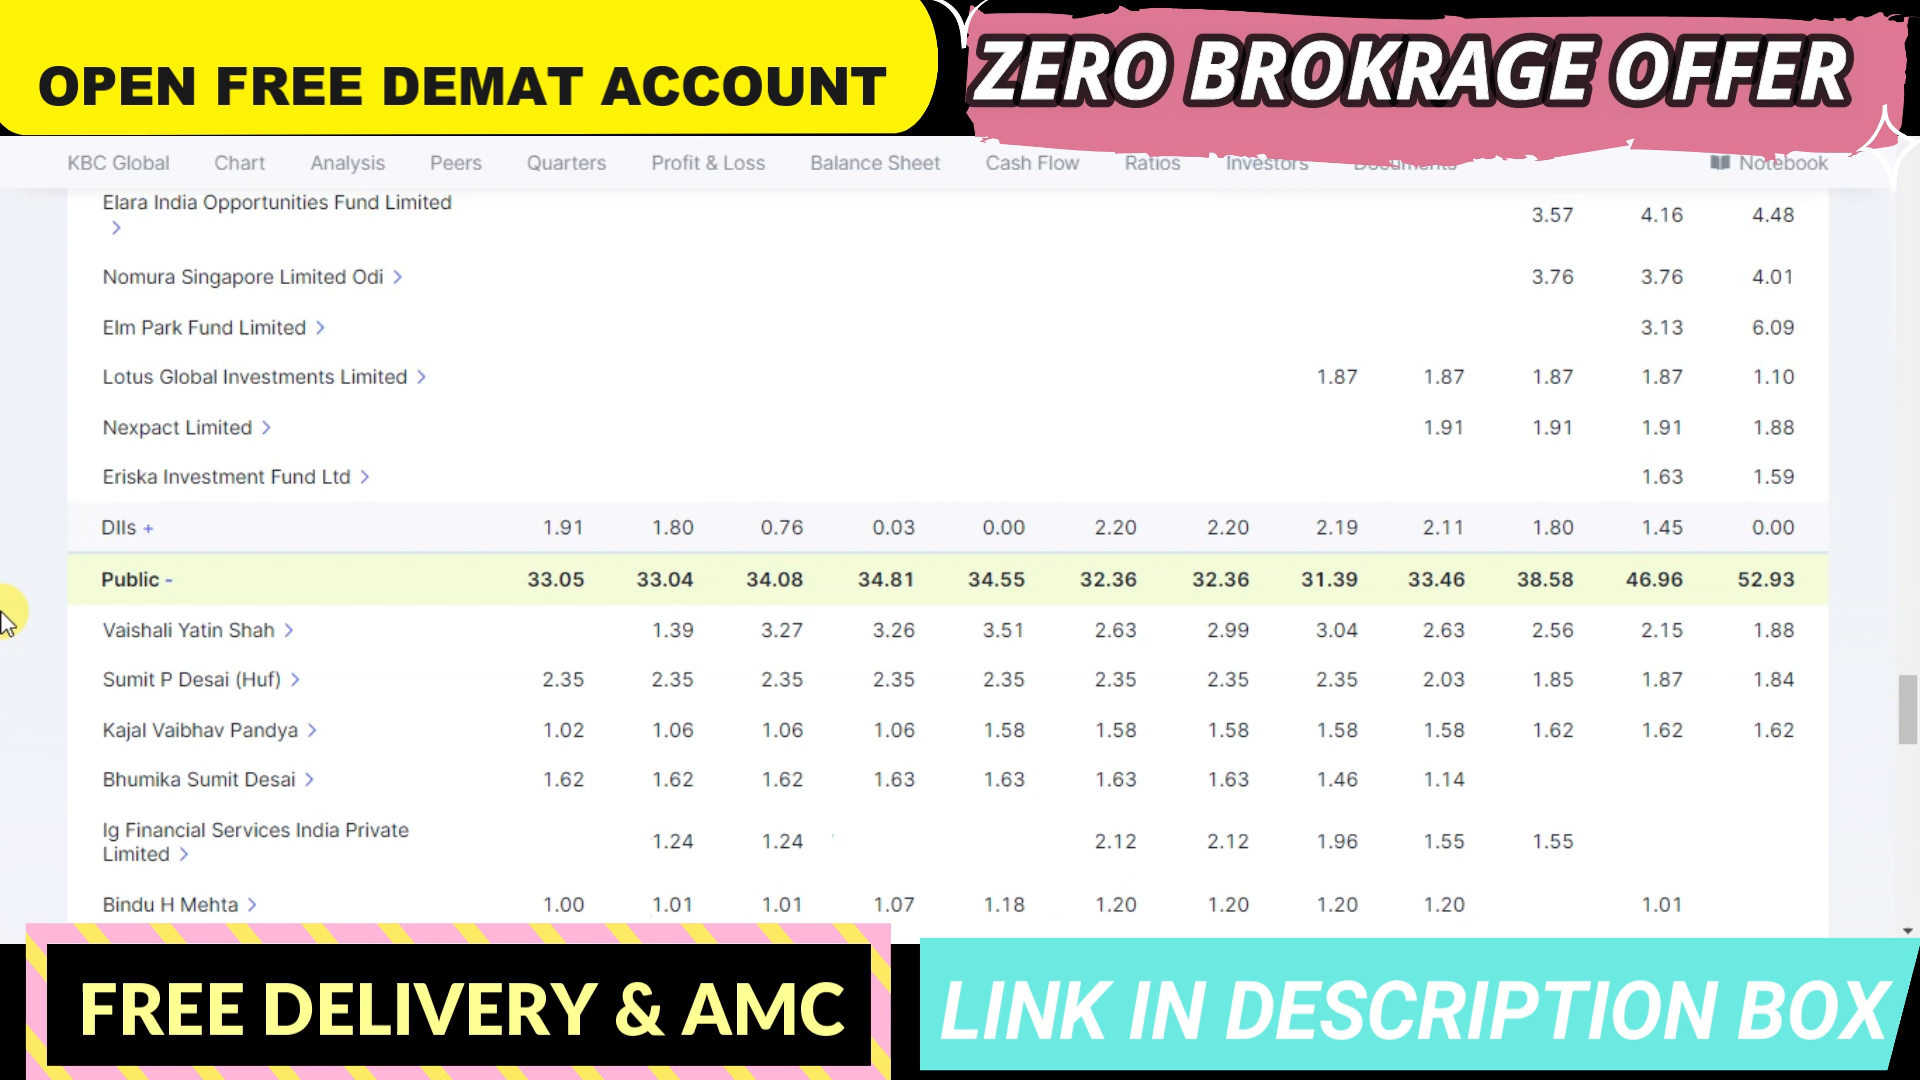 OPEN FREE DEMAT ACCOUNT
ZERO BROKRAGE OFFER
KBC Global Chart Analysis Peers Quarters Profit & Loss Balance Sheet Cash Flow Ratios Investors Documents Notebook
Elara India Opportunities Fund Limited 3.57 4.16 4.48
Nomura Singapore Limited Odi 3.76 3.76 4.01
Elm Park Fund Limited 3.13 6.09
Lotus Global Investments Limited 1.87 1.87 1.87 1.87 1.10
Nexpact Limited 1.91 1.91 1.91 1.88
Eriska Investment Fund Ltd 1.63 1.59
DIIs + 1.91 1.80 0.76 0.03 0.00 2.20 2.20 2.19 2.11 1.80 1.45 0.00
Public - 33.05 33.04 34.08 34.81 34.55 32.36 32.36 31.39 33.46 38.58 46.96 52.93
Vaishali Yatin Shah 1.39 3.27 3.26 3.51 2.63 2.99 3.04 2.63 2.56 2.15 1.88
Sumit P Desai (Huf) 2.35 2.35 2.35 2.35 2.35 2.35 2.35 2.35 2.03 1.85 1.87 1.84
Kajal Vaibhav Pandya 1.02 1.06 1.06 1.06 1.58 1.58 1.58 1.58 1.58 1.62 1.62 1.62
Bhumika Sumit Desai 1.62 1.62 1.62 1.63 1.63 1.63 1.63 1.46 1.14
Ig Financial Services India Private
Limited 1.24 1.24 2.12 2.12 1.96 1.55 1.55
Bindu H Mehta 1.00 1.01 1.01 1.07 1.18 1.20 1.20 1.20 1.20 1.01
FREE DELIVERY & AMC
LINK IN DESCRIPTION BOX